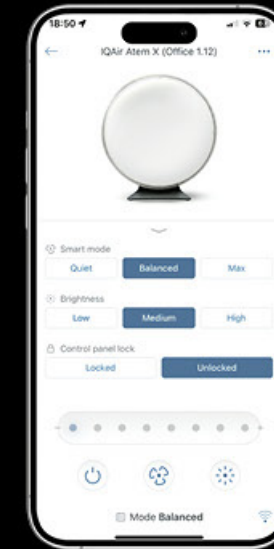 18:50
IQAir Atem X (Office 1.12)
Smart mode
Quiet Balanced Max
Brightness
Low Medium High
Control panel lock
Locked Unlocked
Mode Balanced